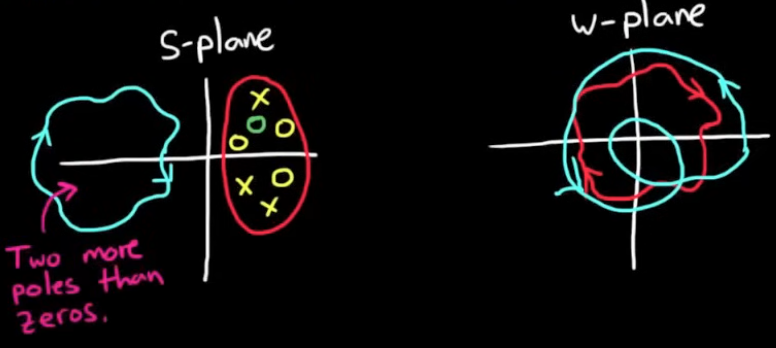 S-plane
w-plane
Two more
poles than
zeros.